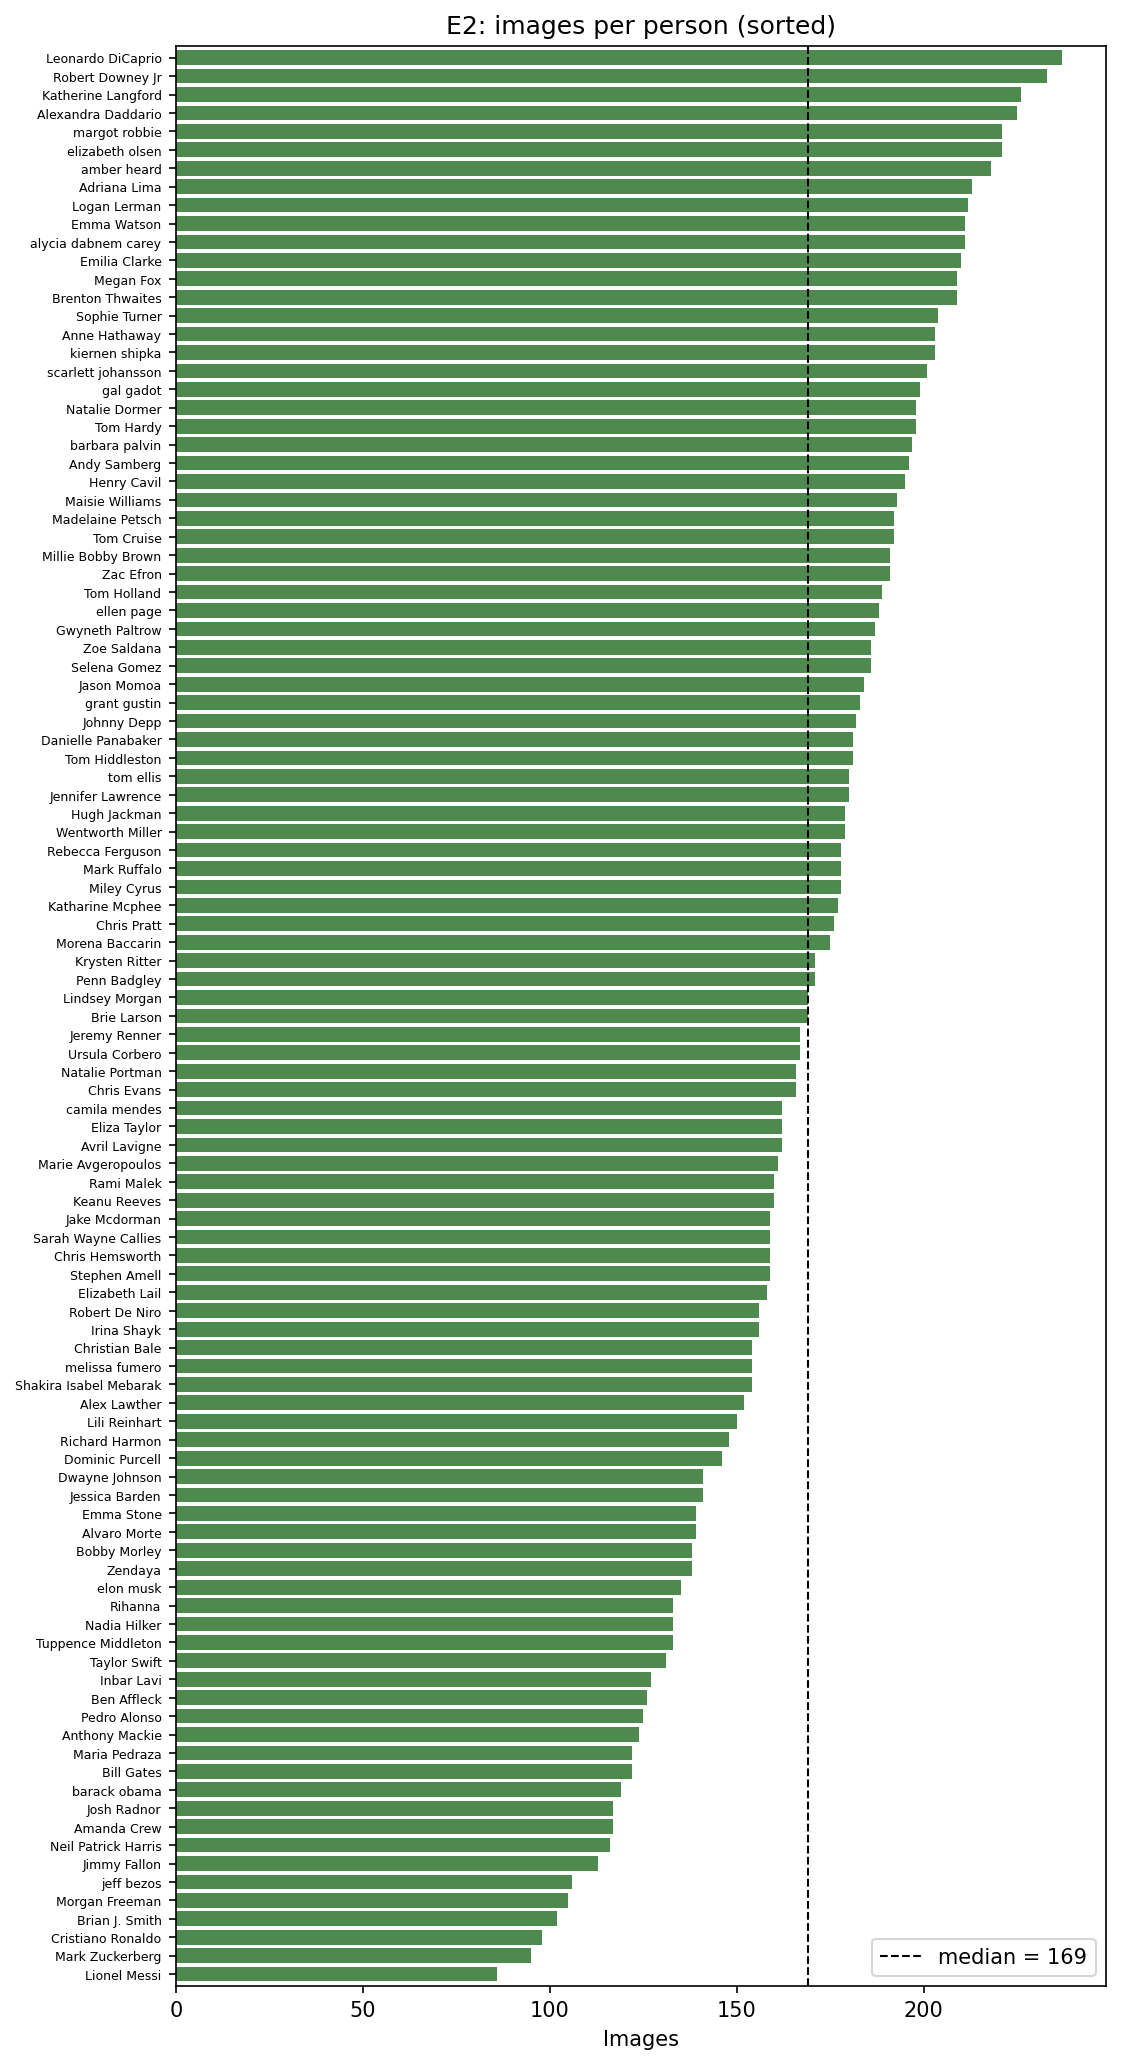 E2: images per person (sorted)
Leonardo DiCaprio
Robert Downey Jr
Katherine Langford
Alexandra Daddario
margot robbie
elizabeth olsen
amber heard
Adriana Lima
Logan Lerman
Emma Watson
alycia dabnem carey
Emilia Clarke
Megan Fox
Brenton Thwaites
Sophie Turner
Anne Hathaway
kiernen shipka
scarlett johansson
gal gadot
Natalie Dormer
Tom Hardy
barbara palvin
Andy Samberg
Henry Cavil
Maisie Williams
Madelaine Petsch
Tom Cruise
Millie Bobby Brown
Zac Efron
Tom Holland
ellen page
Gwyneth Paltrow
Zoe Saldana
Selena Gomez
Jason Momoa
grant gustin
Johnny Depp
Danielle Panabaker
Tom Hiddleston
tom ellis
Jennifer Lawrence
Hugh Jackman
Wentworth Miller
Rebecca Ferguson
Mark Ruffalo
Miley Cyrus
Katharine Mcphee
Chris Pratt
Morena Baccarin
Krysten Ritter
Penn Badgley
Lindsey Morgan
Brie Larson
Jeremy Renner
Ursula Corbero
Natalie Portman
Chris Evans
camila mendes
Eliza Taylor
Avril Lavigne
Marie Avgeropoulos
Rami Malek
Keanu Reeves
Jake Mcdorman
Sarah Wayne Callies
Chris Hemsworth
Stephen Amell
Elizabeth Lail
Robert De Niro
Irina Shayk
Christian Bale
melissa fumero
Shakira Isabel Mebarak
Alex Lawther
Lili Reinhart
Richard Harmon
Dominic Purcell
Dwayne Johnson
Jessica Barden
Emma Stone
Alvaro Morte
Bobby Morley
Zendaya
elon musk
Rihanna
Nadia Hilker
Tuppence Middleton
Taylor Swift
Inbar Lavi
Ben Affleck
Pedro Alonso
Anthony Mackie
Maria Pedraza
Bill Gates
barack obama
Josh Radnor
Amanda Crew
Neil Patrick Harris
Jimmy Fallon
jeff bezos
Morgan Freeman
Brian J. Smith
Cristiano Ronaldo
Mark Zuckerberg
Lionel Messi
median = 169
0 50 100 150 200
Images